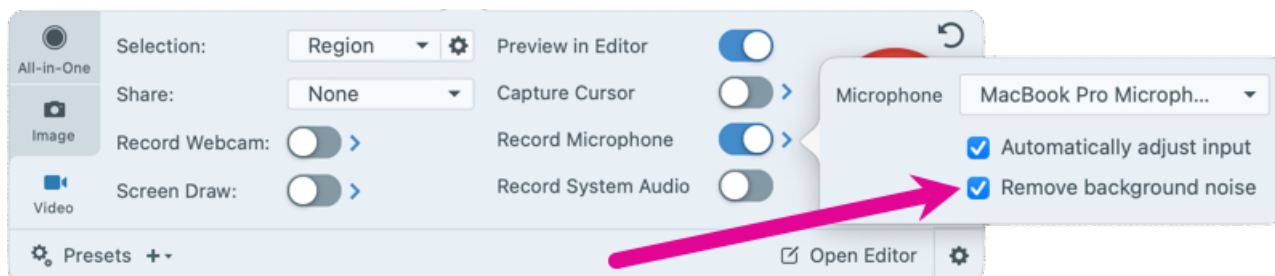 All-in-One
Image
Video
Selection: Region
Share: None
Record Webcam:
Screen Draw:
Preview in Editor
Capture Cursor
Record Microphone
Record System Audio
Microphone MacBook Pro Microph...
Automatically adjust input
Remove background noise
Presets
Open Editor